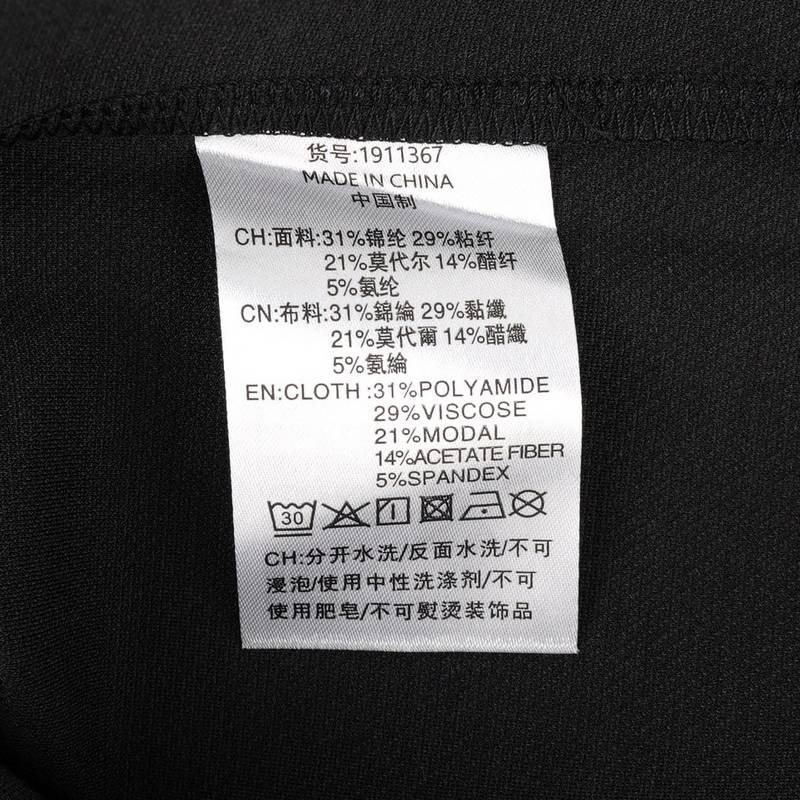 货号:1911367
MADE IN CHINA
中国制
CH:面料:31%锦纶 29%粘纤
21%莫代尔 14%醋纤
5%氨纶
CN:布料:31%錦綸 29%黏纖
21%莫代爾 14%醋纖
5%氨綸
EN:CLOTH :31%POLYAMIDE
29%VISCOSE
21%MODAL
14%ACETATE FIBER
5%SPANDEX
30
CH:分开水洗/反面水洗/不可
浸泡/使用中性洗涤剂/不可
使用肥皂/不可熨烫装饰品